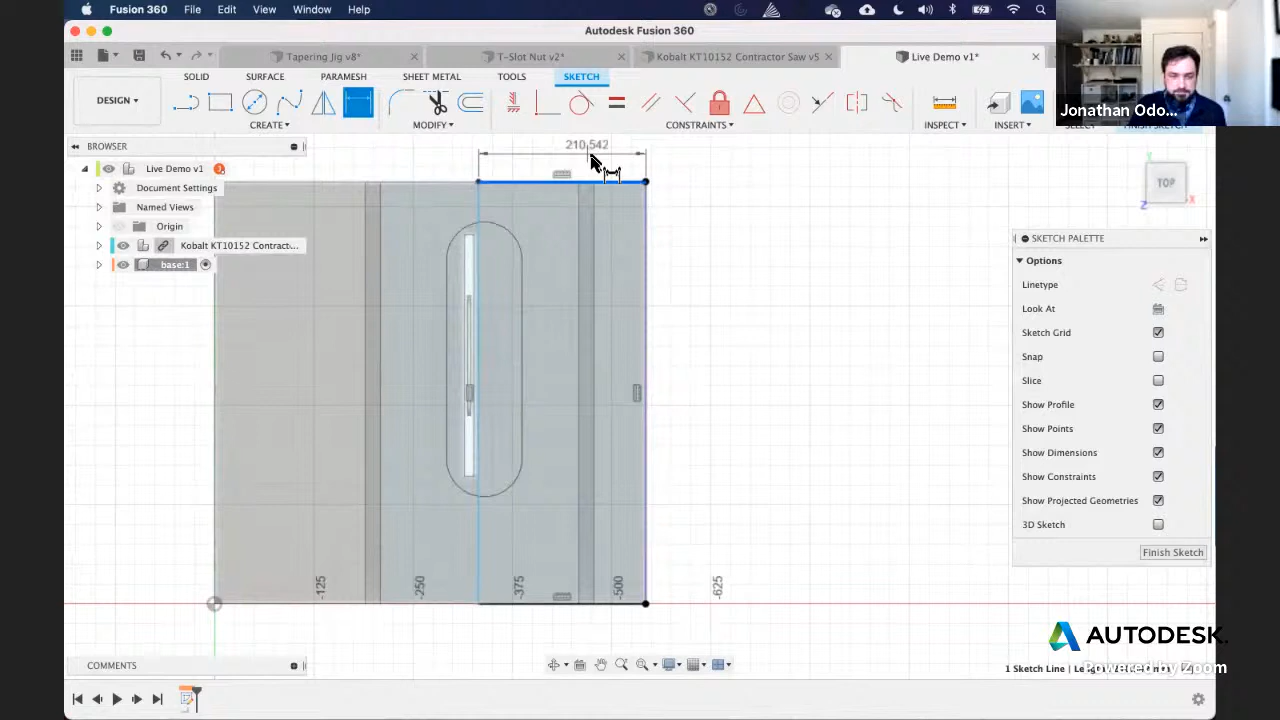 Fusion 360 File Edit View Window Help
Autodesk Fusion 360
Tapering Jig v8* T-Slot Nut v2* Kobalt KT10152 Contractor Saw v5 Live Demo v1*
SOLID SURFACE PARAMESH SHEET METAL TOOLS SKETCH
Jonathan Odo...
DESIGN
CREATE MODIFY CONSTRAINTS INSPECT INSERT
BROWSER
210.542
Live Demo v1
TOP
Document Settings
Named Views
Origin
Kobalt KT10152 Contract...
base:1
SKETCH PALETTE
Options
Linetype
Look At
Sketch Grid
Snap
Slice
Show Profile
Show Points
Show Dimensions
Show Constraints
Show Projected Geometries
3D Sketch
Finish Sketch
-125 -250 -375 -500 -625
AUTODESK.
COMMENTS
1 Sketch Line
Powered by Zoom